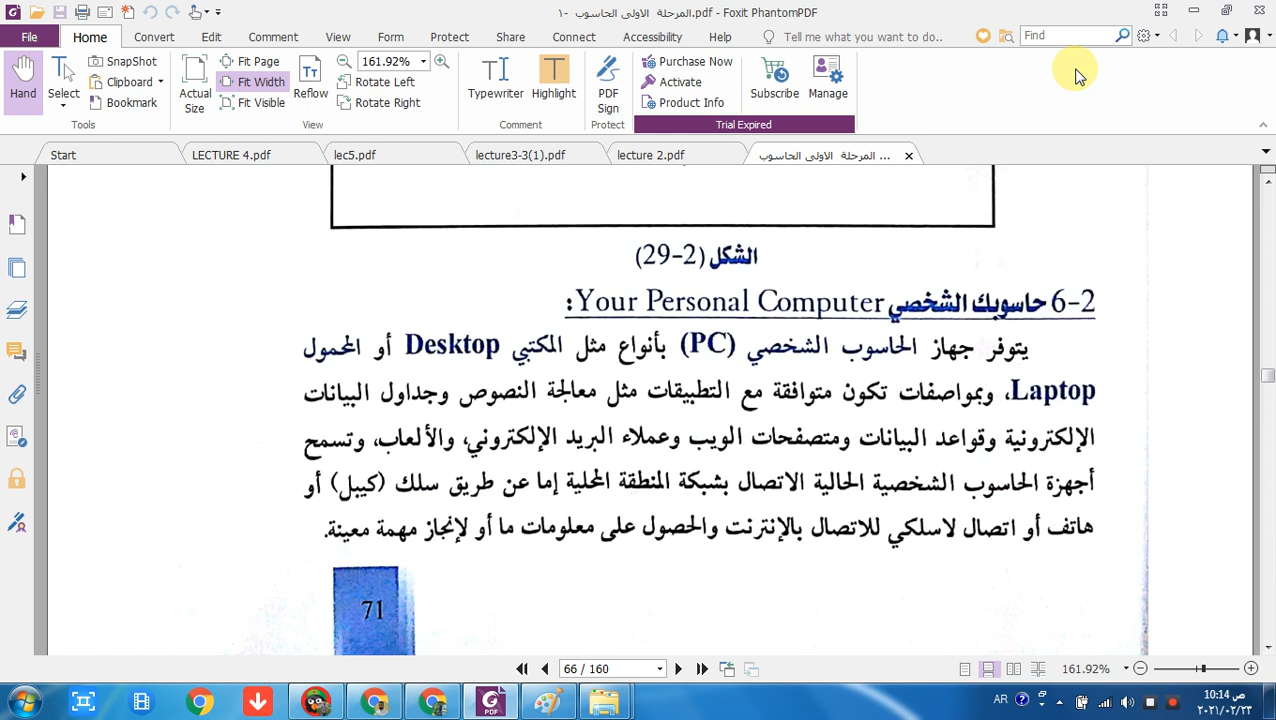 المرحلة الاولى الحاسوب -١.pdf - Foxit PhantomPDF
File Home Convert Edit Comment View Form Protect Share Connect Accessibility Help Tell me what you want to do.. Find
Hand
Select
SnapShot
Clipboard
Bookmark
Actual Size
Fit Page
Fit Width
Fit Visible
Reflow
161.92%
Rotate Left
Rotate Right
Typewriter
Highlight
PDF Sign
Purchase Now
Activate
Product Info
Subscribe
Manage
Tools View Comment Protect Trial Expired
Start LECTURE 4.pdf lec5.pdf lecture3-3(1).pdf lecture 2.pdf المرحلة الاولى الحاسوب ...
الشكل (2-29)
6-2 حاسوبك الشخصي Your Personal Computer:
يتوفر جهاز الحاسوب الشخصي (PC) بأنواع مثل المكتبي Desktop أو المحمول
Laptop، وبمواصفات تكون متوافقة مع التطبيقات مثل معالجة النصوص وجداول البيانات
الإلكترونية وقواعد البيانات ومتصفحات الويب وعملاء البريد الإلكتروني، والألعاب، وتسمح
أجهزة الحاسوب الشخصية الحالية الاتصال بشبكة المنطقة المحلية إما عن طريق سلك (كيبل) أو
هاتف أو اتصال لاسلكي للاتصال بالإنترنت والحصول على معلومات ما أو لإنجاز مهمة معينة.
71
66 / 160 161.92%
PDF
AR
10:14 ص
٢٠٢١/٠٢/٢٣